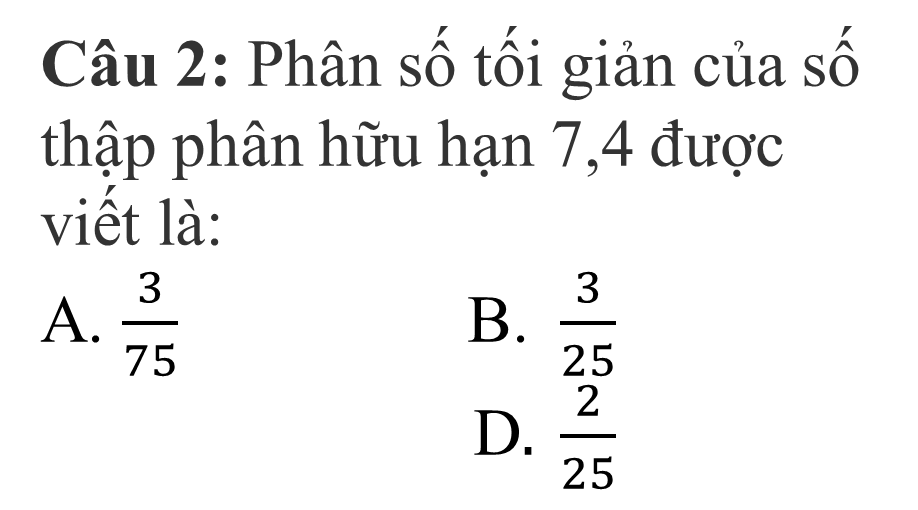 Câu 2: Phân số tối giản của số
thập phân hữu hạn 7,4 được
viết là:
A. 3/75 B. 3/25
D. 2/25